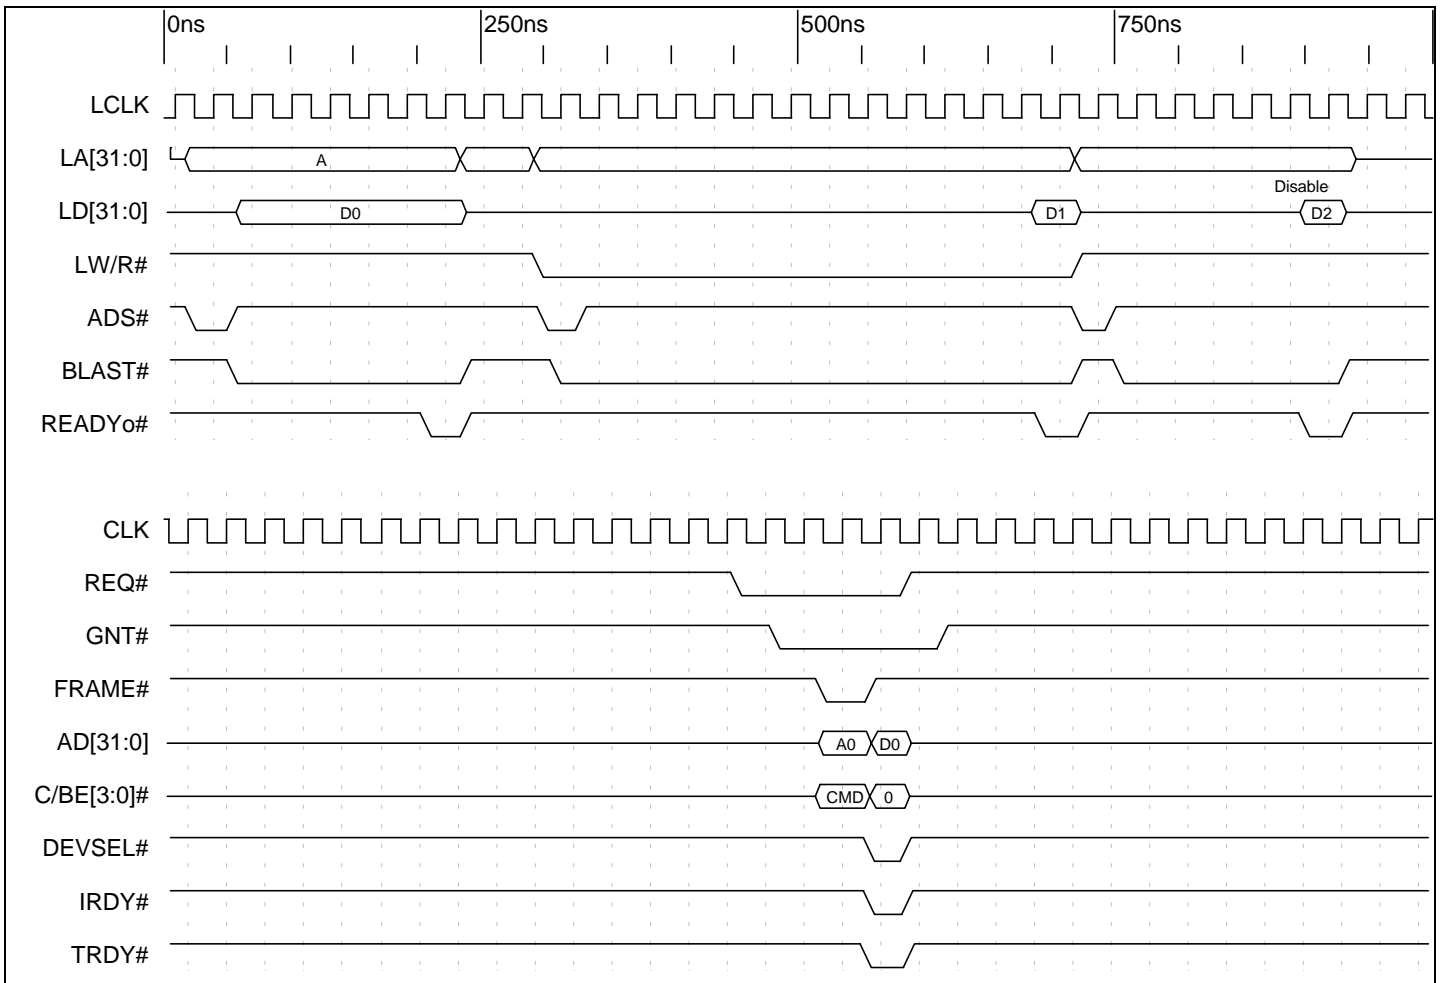 0ns 250ns 500ns 750ns
LCLK
LA[31:0] A
Disable
LD[31:0] D0 D1 D2
LW/R#
ADS#
BLAST#
READYo#
CLK
REQ#
GNT#
FRAME#
AD[31:0] A0 D0
C/BE[3:0]# CMD 0
DEVSEL#
IRDY#
TRDY#